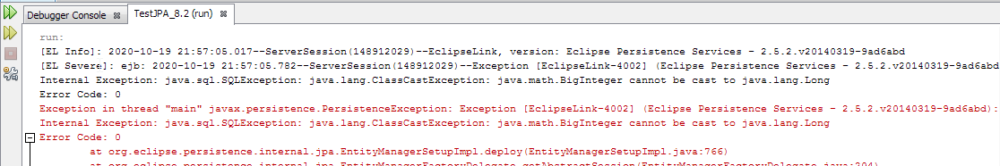 Debugger Console
TestJPA_8.2 (run)
run:
[EL Info]: 2020-10-19 21:57:05.017--ServerSession(148912029)--EclipseLink, version: Eclipse Persistence Services - 2.5.2.v20140319-9ad6abd
[EL Severe]: ejb: 2020-10-19 21:57:05.782--ServerSession(148912029)--Exception [EclipseLink-4002] (Eclipse Persistence Services - 2.5.2.v20140319-9ad6abd
Internal Exception: java.sql.SQLException: java.lang.ClassCastException: java.math.BigInteger cannot be cast to java.lang.Long
Error Code: 0
Exception in thread "main" javax.persistence.PersistenceException: Exception [EclipseLink-4002] (Eclipse Persistence Services - 2.5.2.v20140319-9ad6abd):
Internal Exception: java.sql.SQLException: java.lang.ClassCastException: java.math.BigInteger cannot be cast to java.lang.Long
Error Code: 0
at org.eclipse.persistence.internal.jpa.EntityManagerSetupImpl.deploy(EntityManagerSetupImpl.java:766)
at org.eclipse.persistence.internal.jpa.EntityManagerFactoryDelegate.getAbstractSession(EntityManagerFactoryDelegate.java:204)